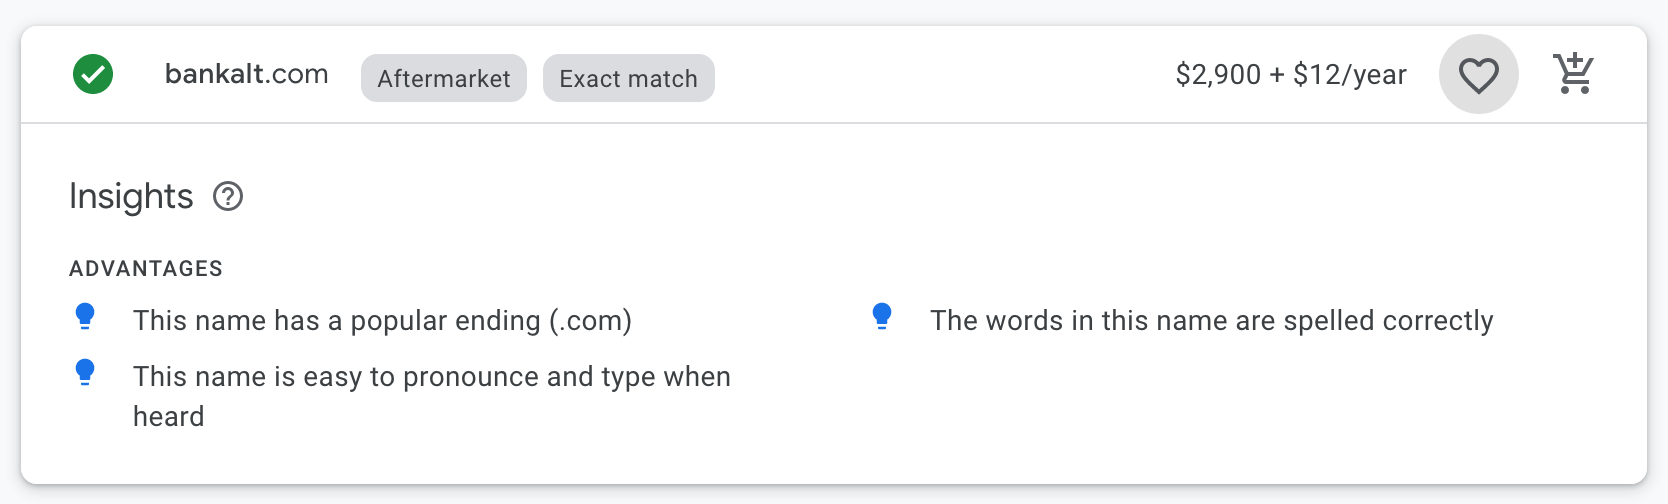 bankalt.com Aftermarket Exact match $2,900 + $12/year
Insights
ADVANTAGES
This name has a popular ending (.com)
The words in this name are spelled correctly
This name is easy to pronounce and type when
heard